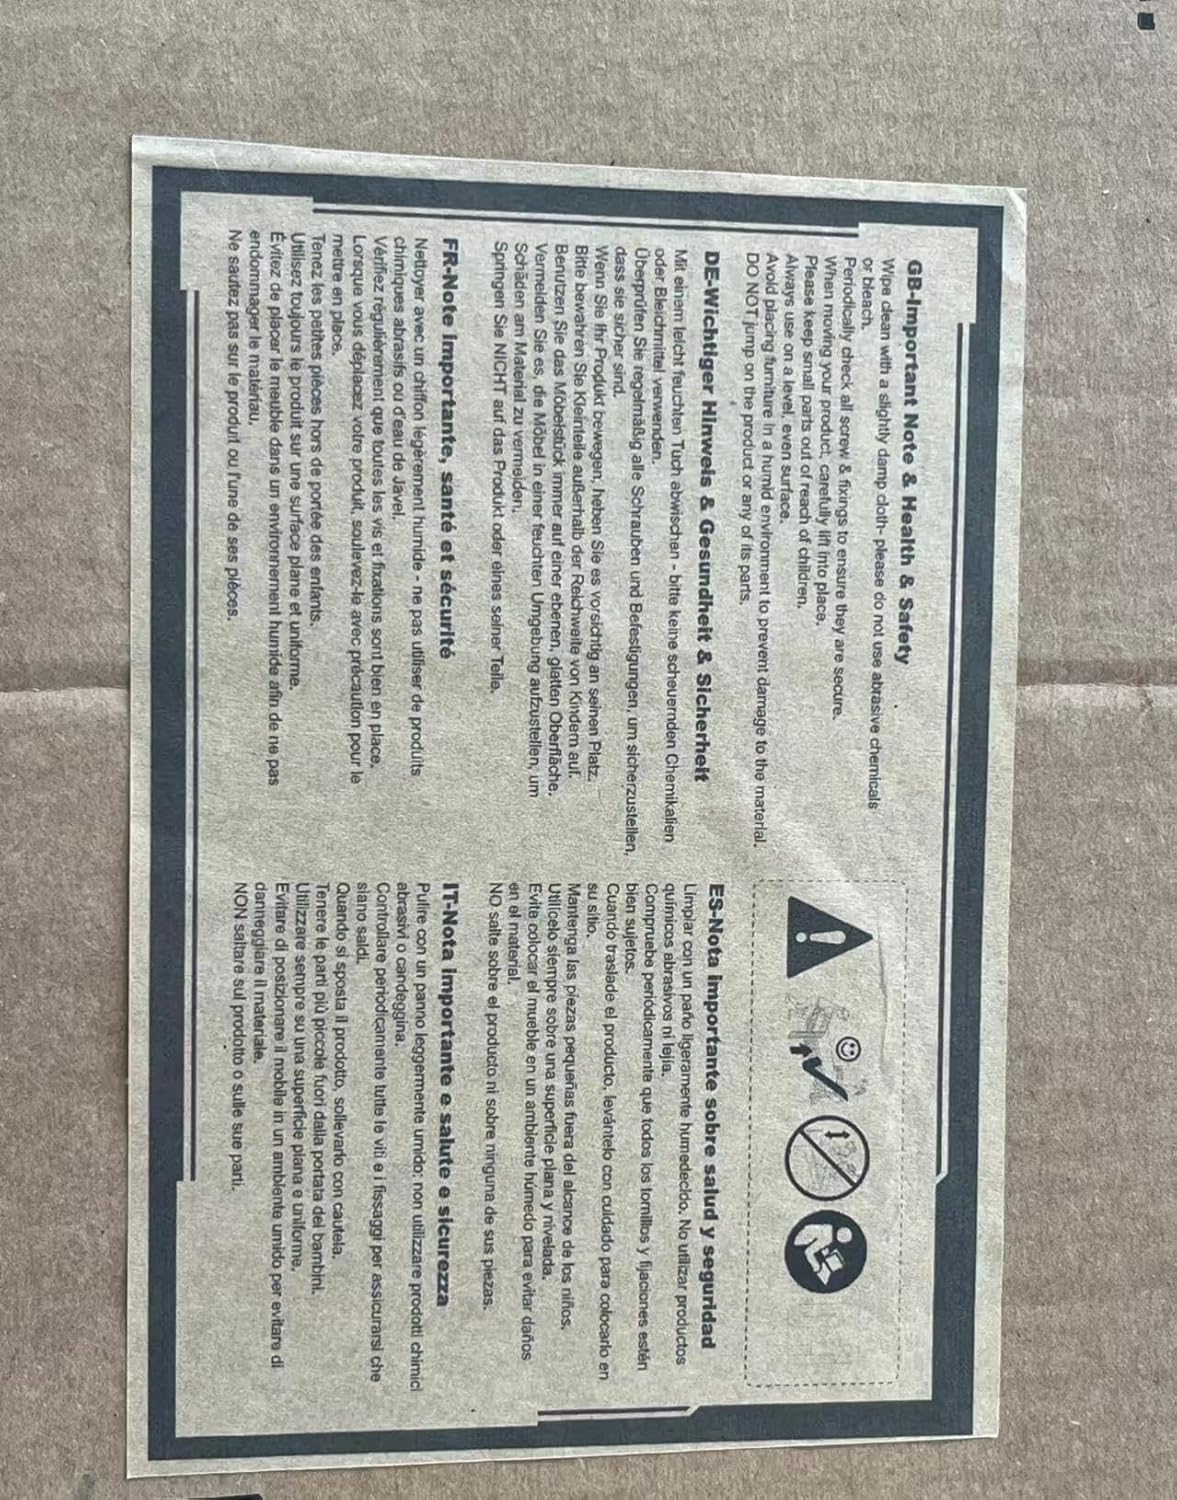 GB-Important Note & Health & Safety
Wipe clean with a slightly damp cloth- please do not use abrasive chemicals
or bleach.
Periodically check all screw & fixings to ensure they are secure.
When moving your product, carefully lift into place.
Please keep small parts out of reach of children.
Always use on a level, even surface.
Avoid placing furniture in a humid environment to prevent damage to the material.
DO NOT jump on the product or any of its parts.
DE-Wichtiger Hinweis & Gesundheit & Sicherheit
Mit einem leicht feuchten Tuch abwischen - bitte keine scheuernden Chemikalien
oder Bleichmittel verwenden.
Überprüfen Sie regelmäßig alle Schrauben und Befestigungen, um sicherzustellen,
dass sie sicher sind.
Wenn Sie Ihr Produkt bewegen, heben Sie es vorsichtig an seinen Platz.
Bitte bewahren Sie Kleinteile außerhalb der Reichweite von Kindern auf.
Benutzen Sie das Möbelstück immer auf einer ebenen, glatten Oberfläche.
Vermeiden Sie es, die Möbel in einer feuchten Umgebung aufzustellen, um
Schäden am Material zu vermeiden.
Springen Sie NICHT auf das Produkt oder eines seiner Teile.
FR-Note importante, santé et sécurité
Nettoyer avec un chiffon légèrement humide - ne pas utiliser de produits
chimiques abrasifs ou d'eau de Javel.
Vérifiez régulièrement que toutes les vis et fixations sont bien en place.
Lorsque vous déplacez votre produit, soulevez-le avec précaution pour le
mettre en place.
Tenez les petites pièces hors de portée des enfants.
Utilisez toujours le produit sur une surface plane et uniforme.
Évitez de placer le meuble dans un environnement humide afin de ne pas
endommager le matériau.
Ne sautez pas sur le produit ou l'une de ses pièces.
ES-Nota importante sobre salud y seguridad
Limpiar con un paño ligeramente humedecido. No utilizar productos
químicos abrasivos ni lejía.
Compruebe periódicamente que todos los tornillos y fijaciones estén
bien sujetos.
Cuando traslade el producto, levántelo con cuidado para colocarlo en
su sitio.
Mantenga las piezas pequeñas fuera del alcance de los niños.
Utilícelo siempre sobre una superficie plana y nivelada.
Evite colocar el mueble en un ambiente húmedo para evitar daños
en el material.
NO salte sobre el producto ni sobre ninguna de sus piezas.
IT-Nota importante e salute e sicurezza
Pulire con un panno leggermente umido; non utilizzare prodotti chimici
abrasivi o candeggina.
Controllare periodicamente tutte le viti e i fissaggi per assicurarsi che
siano saldi.
Quando si sposta il prodotto, sollevarlo con cautela.
Tenere le parti più piccole fuori dalla portata dei bambini.
Utilizzare sempre su una superficie piana e uniforme.
Evitare di posizionare il mobile in un ambiente umido per evitare di
danneggiare il materiale.
NON saltare sul prodotto o sulle sue parti.